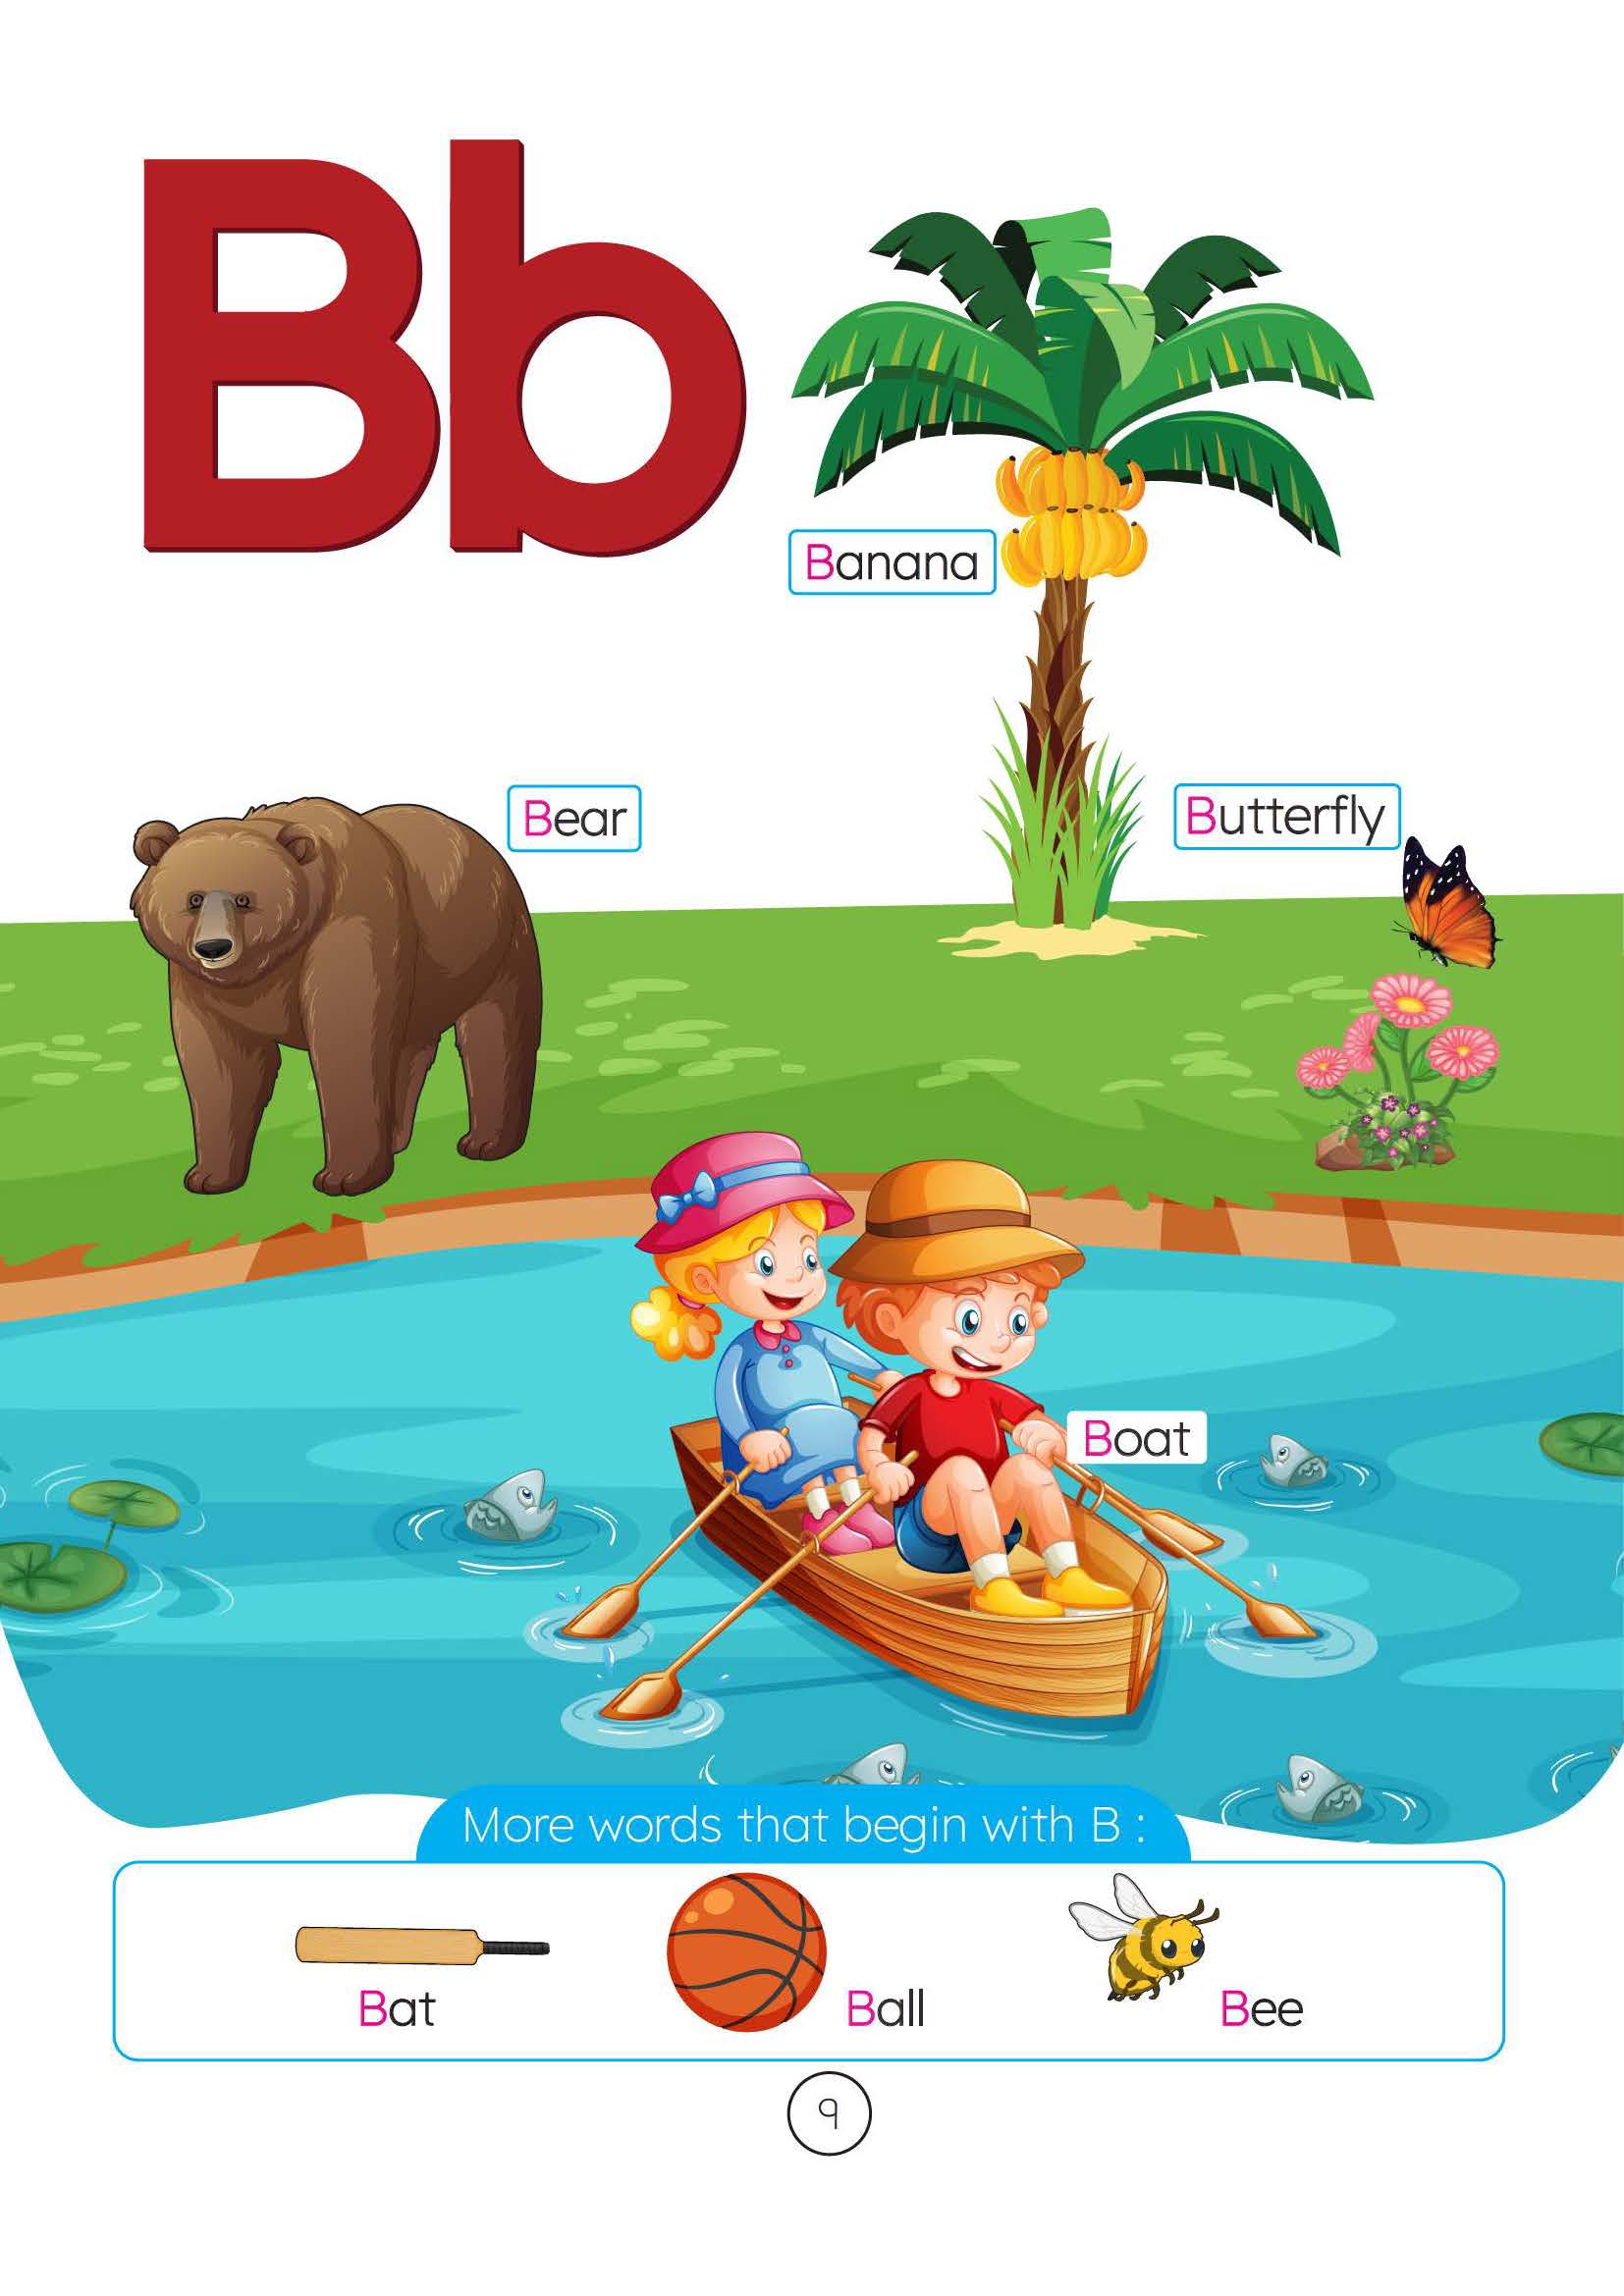 Bb
Banana
Bear
Butterfly
Boat
More words that begin with B :
Bat
Ball
Bee
9